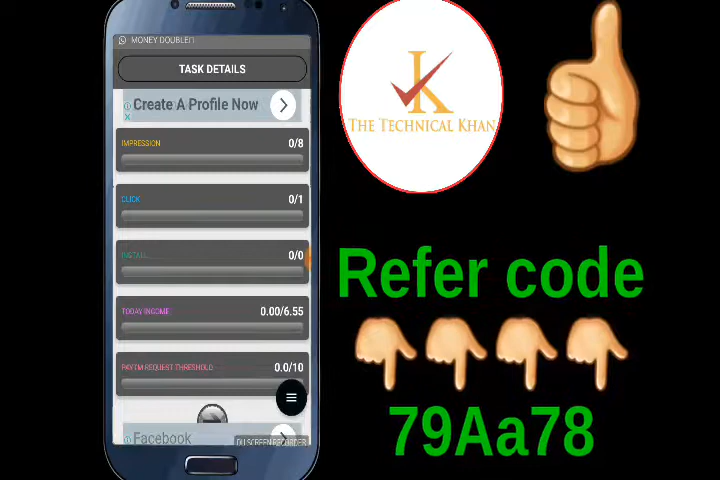 MONEY DOUBLE
TASK DETAILS
Create A Profile Now
IMPRESSION 0/8
CLICK 0/1
INSTALL 0/0
TODAY INCOME 0.00/6.55
PAYTM REQUEST THRESHOLD 0.0/10
Facebook
DU SCREEN RECORDER
K
THE TECHNICAL KHAN
Refer code
79Aa78